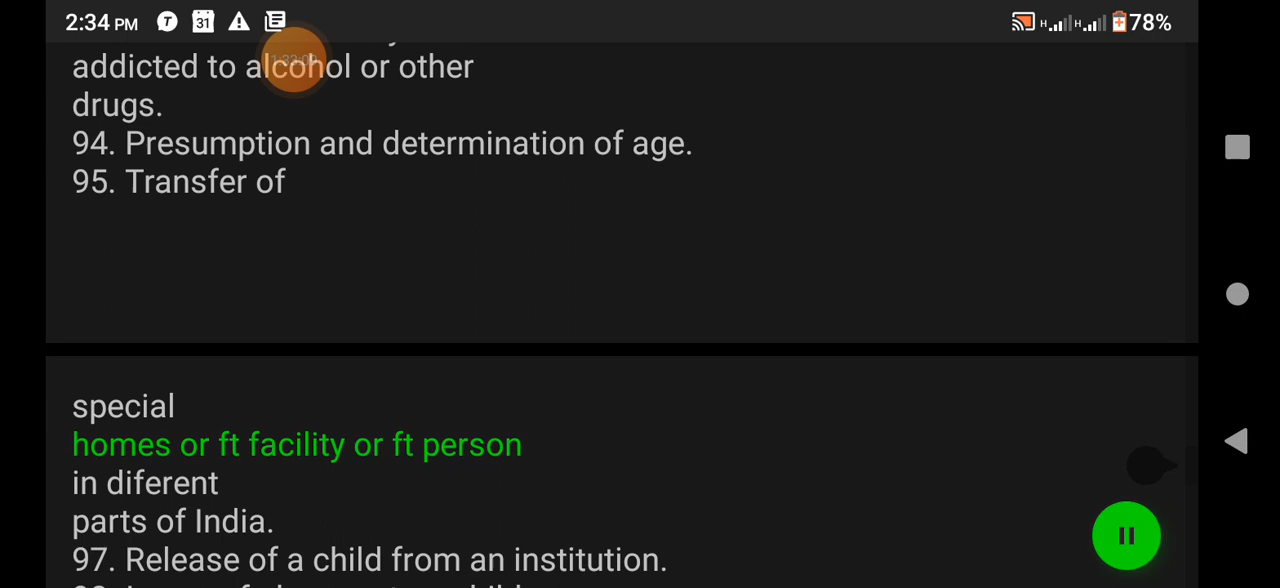 2:34 PM T 31 78%
addicted to alcohol or other
drugs.
94. Presumption and determination of age.
95. Transfer of
special
homes or ft facility or ft person
in diferent
parts of India.
97. Release of a child from an institution.